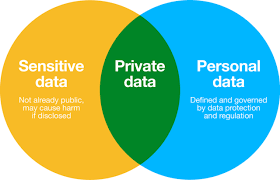 Sensitive
data
Not already public,
may cause harm
if disclosed
Private
data
Personal
data
Defined and governed
by data protection
and regulation